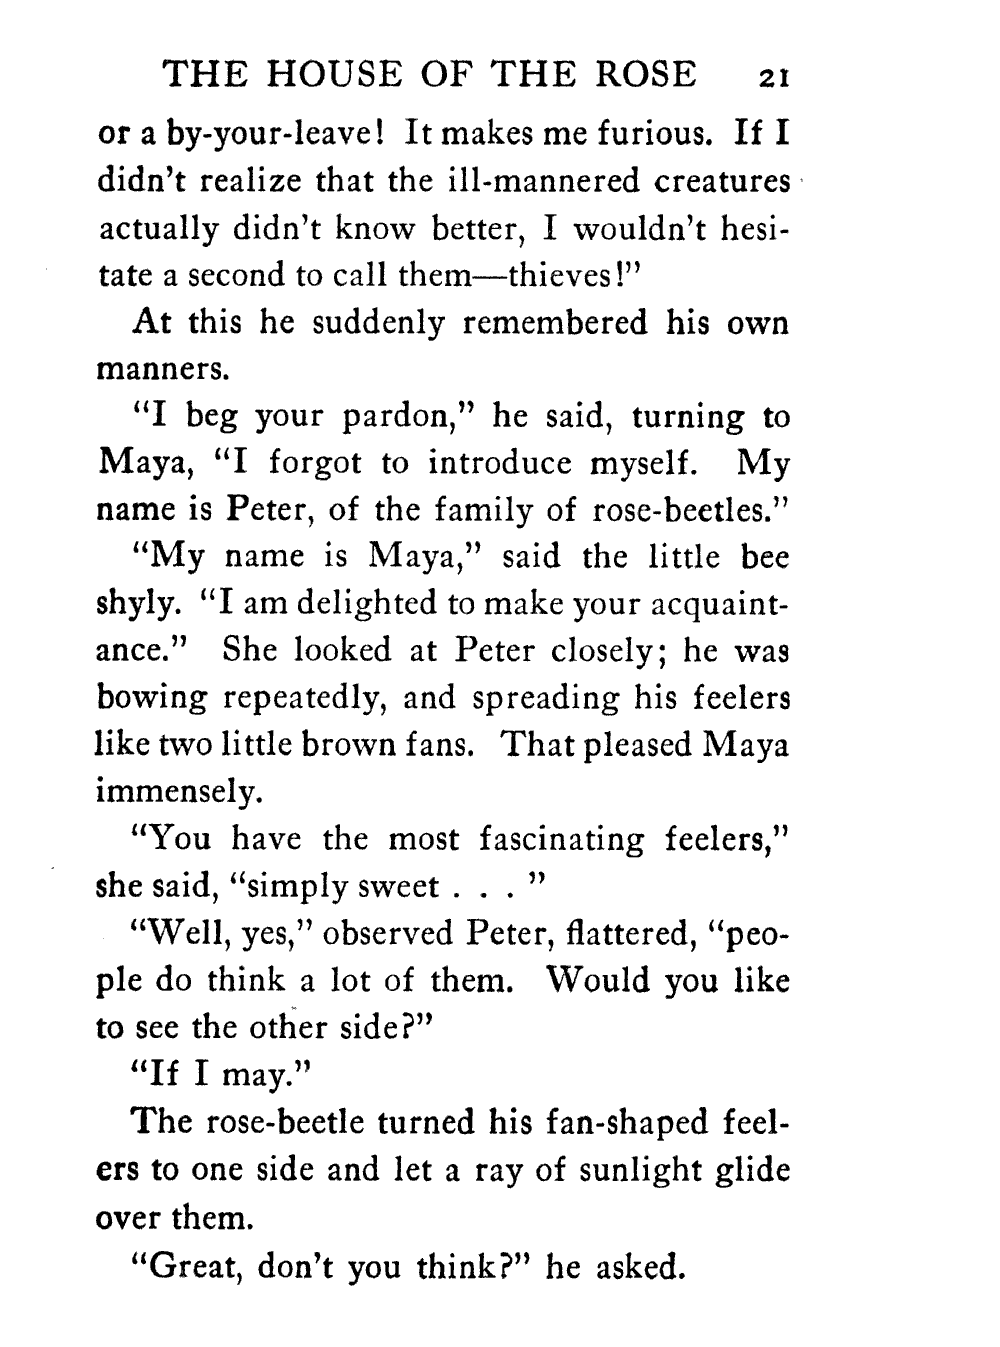 THE HOUSE OF THE ROSE 21
or a by-your-leave! It makes me furious. If I
didn't realize that the ill-mannered creatures
actually didn't know better, I wouldn't hesi-
tate a second to call them—thieves!"
At this he suddenly remembered his own
manners.
"I beg your pardon," he said, turning to
Maya, "I forgot to introduce myself. My
name is Peter, of the family of rose-beetles."
"My name is Maya," said the little bee
shyly. "I am delighted to make your acquaint-
ance." She looked at Peter closely; he was
bowing repeatedly, and spreading his feelers
like two little brown fans. That pleased Maya
immensely.
"You have the most fascinating feelers,"
she said, "simply sweet . . . "
"Well, yes," observed Peter, flattered, "peo-
ple do think a lot of them. Would you like
to see the other side?"
"If I may."
The rose-beetle turned his fan-shaped feel-
ers to one side and let a ray of sunlight glide
over them.
"Great, don't you think?" he asked.